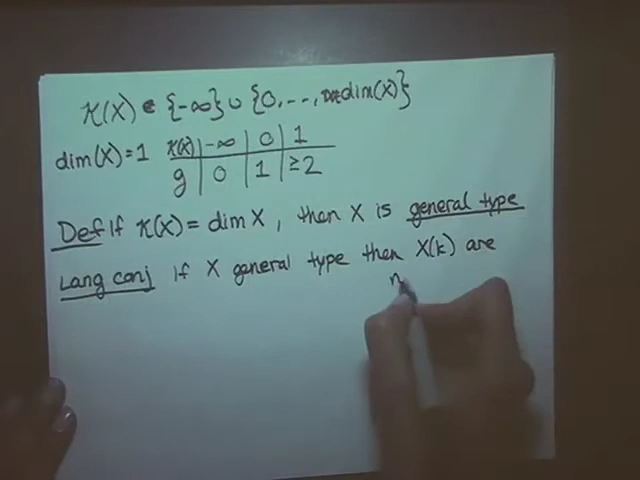 κ(X) ∈ {-∞} ∪ {0, ..., dim(X)}
dim(X)=1 κ(X) | -∞ | 0 | 1
g | 0 | 1 | ≥2
Def If κ(X) = dim X, then X is general type
Lang conj If X general type then X(k) are
n